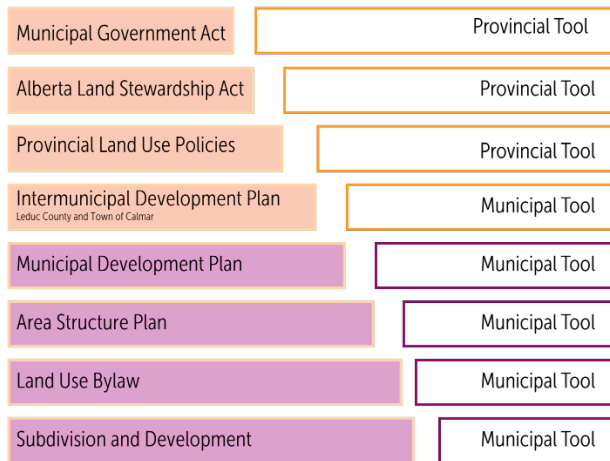 Municipal Government Act
Provincial Tool
Alberta Land Stewardship Act
Provincial Tool
Provincial Land Use Policies
Provincial Tool
Intermunicipal Development Plan
Leduc County and Town of Calmar
Municipal Tool
Municipal Development Plan
Municipal Tool
Area Structure Plan
Municipal Tool
Land Use Bylaw
Municipal Tool
Subdivision and Development
Municipal Tool